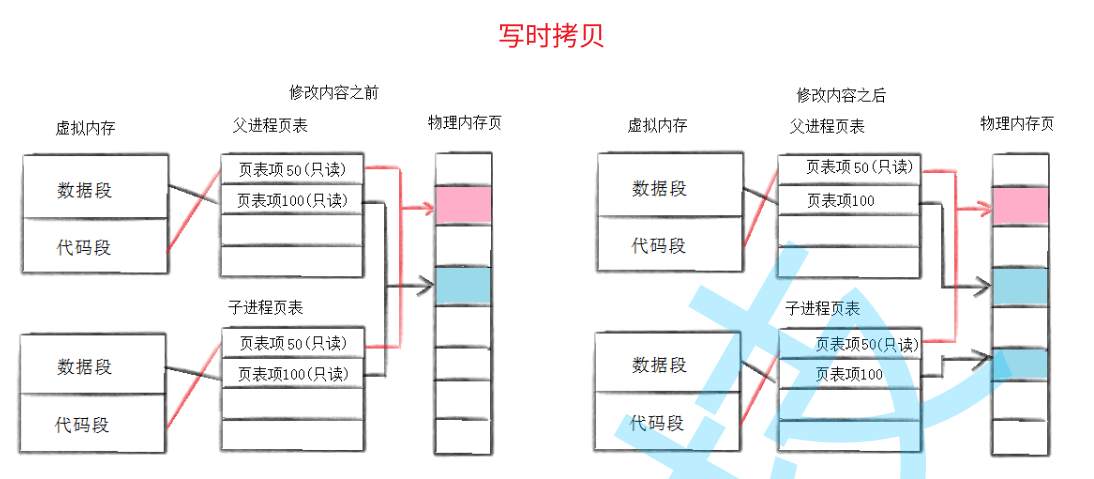 写时拷贝
修改内容之前
虚拟内存
父进程页表
物理内存页
数据段
代码段
页表项50(只读)
页表项100(只读)
子进程页表
数据段
代码段
页表项50(只读)
页表项100(只读)
修改内容之后
虚拟内存
父进程页表
物理内存页
数据段
代码段
页表项50(只读)
页表项100
子进程页表
数据段
代码段
页表项50(只读)
页表项100